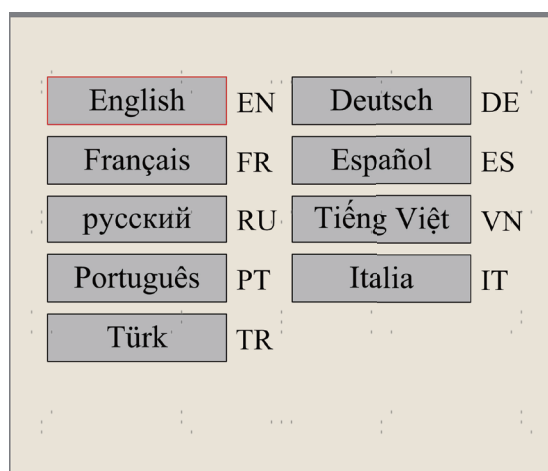 English EN Deutsch DE
Français FR Español ES
русский RU Tiếng Việt VN
Português PT Italia IT
Türk TR